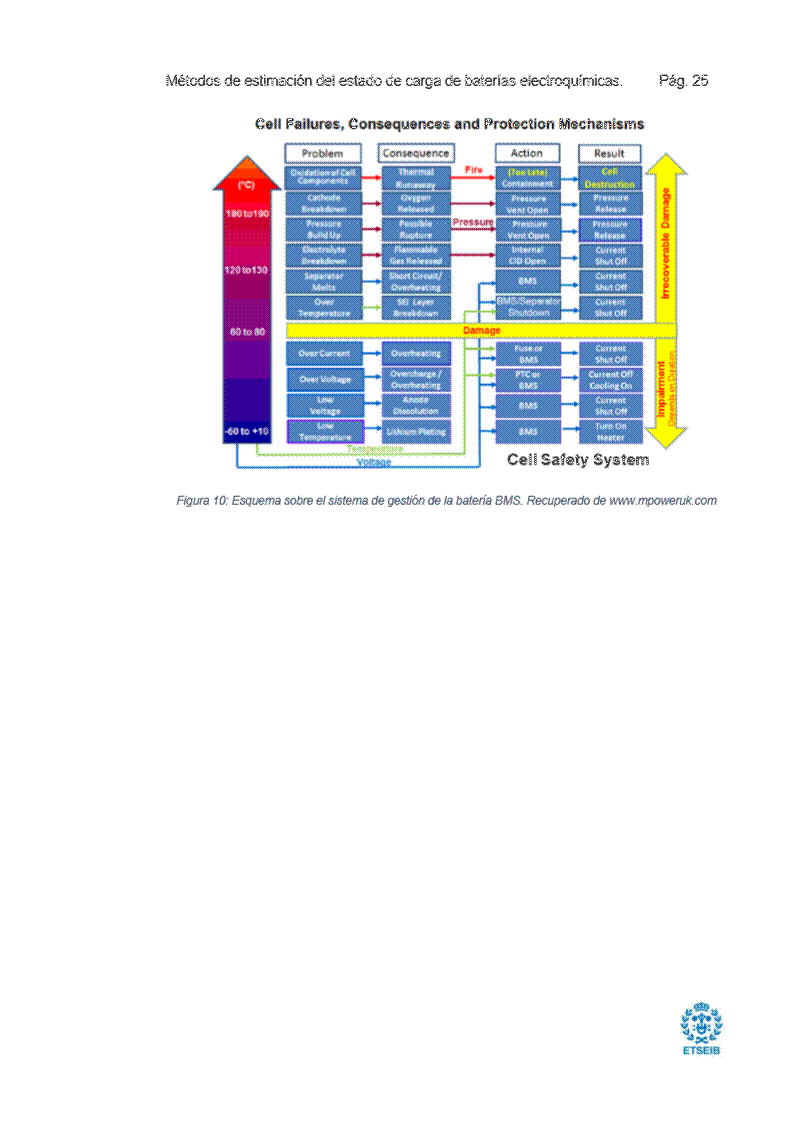 Métodos de estimación del estado de carga de baterías electroquímicas. Pág. 25
Cell Failures, Consequences and Protection Mechanisms
Problem Consequence Action Result
Oxidation of Cell Components Thermal Runaway Fire (Too Late) Containment Cell Destruction
Cathode Breakdown Oxygen Released Pressure Vent Open Pressure Release
Pressure Build Up Possible Rupture Pressure Pressure Vent Open Pressure Release
Electrolyte Breakdown Flammable Gas Released Internal CID Open Current Shut Off
Separator Melts Short Circuit/ Overheating BMS Current Shut Off
Over Temperature SEI Layer Breakdown BMS/Separator Shutdown Current Shut Off
Damage
Over Current Overheating Fuse or BMS Current Shut Off
Over Voltage Overcharge / Overheating PTC or BMS Current Off Cooling On
Low Voltage Anode Dissolution BMS Current Shut Off
Low Temperature Lithium Plating BMS Turn On Heater
(°C)
180 to190
120 to130
60 to 80
-60 to +10
Irrecoverable Damage
Impairment
Depends on Duration
Temperature
Voltage
Cell Safety System
Figura 10: Esquema sobre el sistema de gestión de la batería BMS. Recuperado de www.mpoweruk.com
ETSEIB